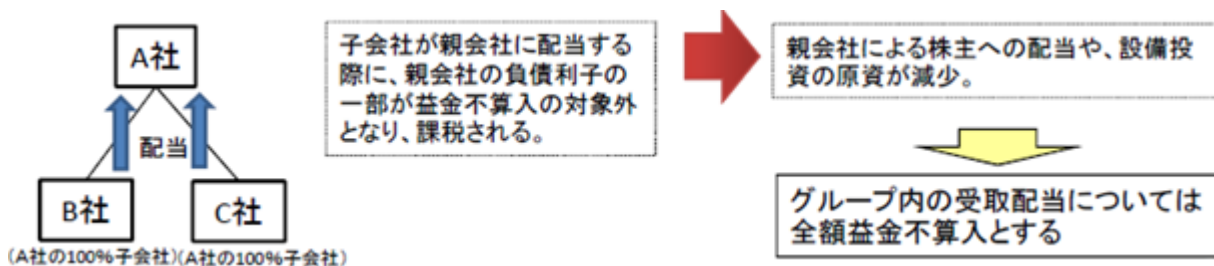 A社
配当
B社
C社
(A社の100%子会社)(A社の100%子会社)
子会社が親会社に配当する
際に、親会社の負債利子の
一部が益金不算入の対象外
となり、課税される。
親会社による株主への配当や、設備投
資の原資が減少。
グループ内の受取配当については
全額益金不算入とする